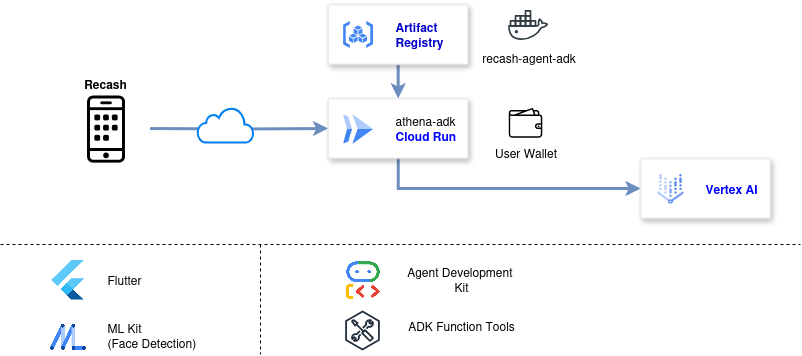 Artifact
Registry
recash-agent-adk
Recash
athena-adk
Cloud Run
User Wallet
Vertex AI
Flutter
ML Kit
(Face Detection)
Agent Development
Kit
ADK Function Tools